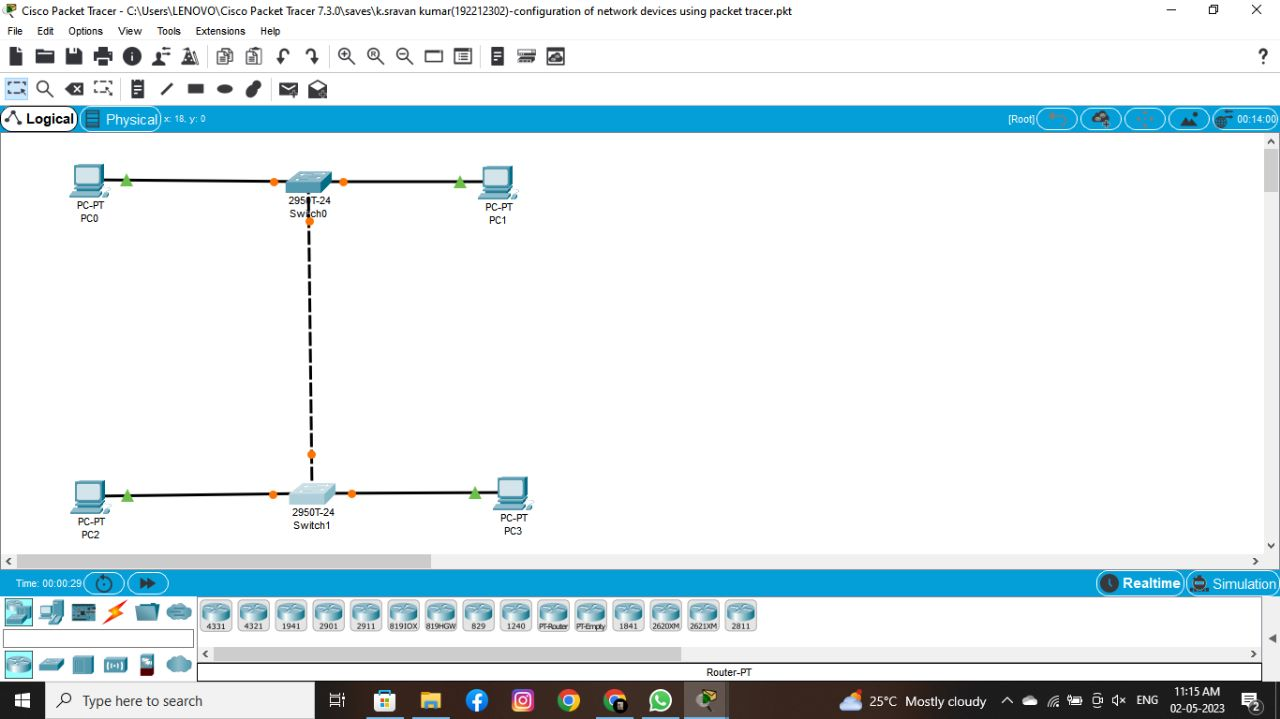 Cisco Packet Tracer - C:\Users\LENOVO\Cisco Packet Tracer 7.3.0\saves\k.sravan kumar(192212302)-configuration of network devices using packet tracer.pkt
File Edit Options View Tools Extensions Help
Logical Physical x: 18, y: 0 [Root] 00:14:00
PC-PT
PC0
2950T-24
Switch0
PC-PT
PC1
PC-PT
PC2
2950T-24
Switch1
PC-PT
PC3
Time: 00:00:29 Realtime Simulation
4331 4321 1941 2901 2911 819IOX 819HGW 829 1240 PT-Router PT-Empty 1841 2620XM 2621XM 2811
Router-PT
Type here to search
25°C Mostly cloudy
ENG
11:15 AM
02-05-2023
2